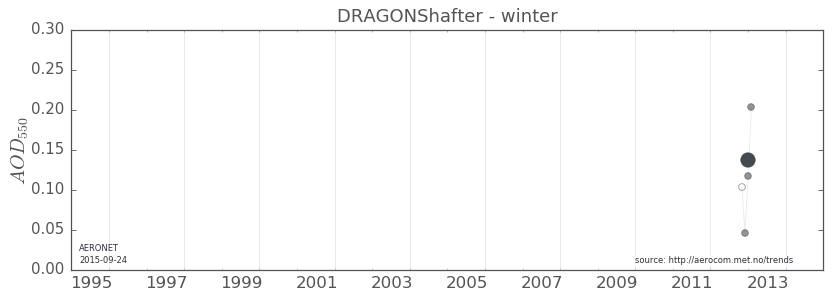 DRAGONShafter - winter
0.30
0.25
0.20
0.15
0.10
0.05
0.00
AOD550
AERONET
2015-09-24
source: http://aerocom.met.no/trends
1995 1997 1999 2001 2003 2005 2007 2009 2011 2013